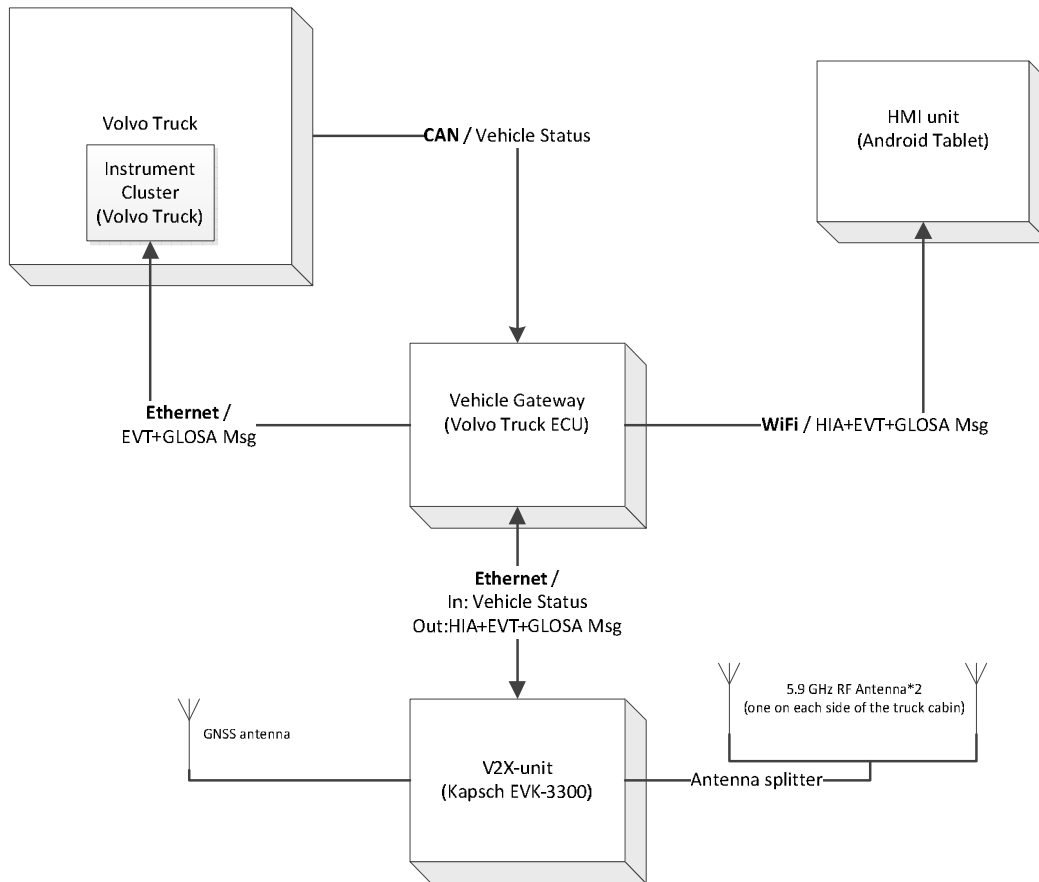 Volvo Truck
Instrument
Cluster
(Volvo Truck)
CAN / Vehicle Status
HMI unit
(Android Tablet)
Vehicle Gateway
(Volvo Truck ECU)
Ethernet /
EVT+GLOSA Msg
WiFi / HIA+EVT+GLOSA Msg
Ethernet /
In: Vehicle Status
Out:HIA+EVT+GLOSA Msg
GNSS antenna
V2X-unit
(Kapsch EVK-3300)
5.9 GHz RF Antenna*2
(one on each side of the truck cabin)
Antenna splitter